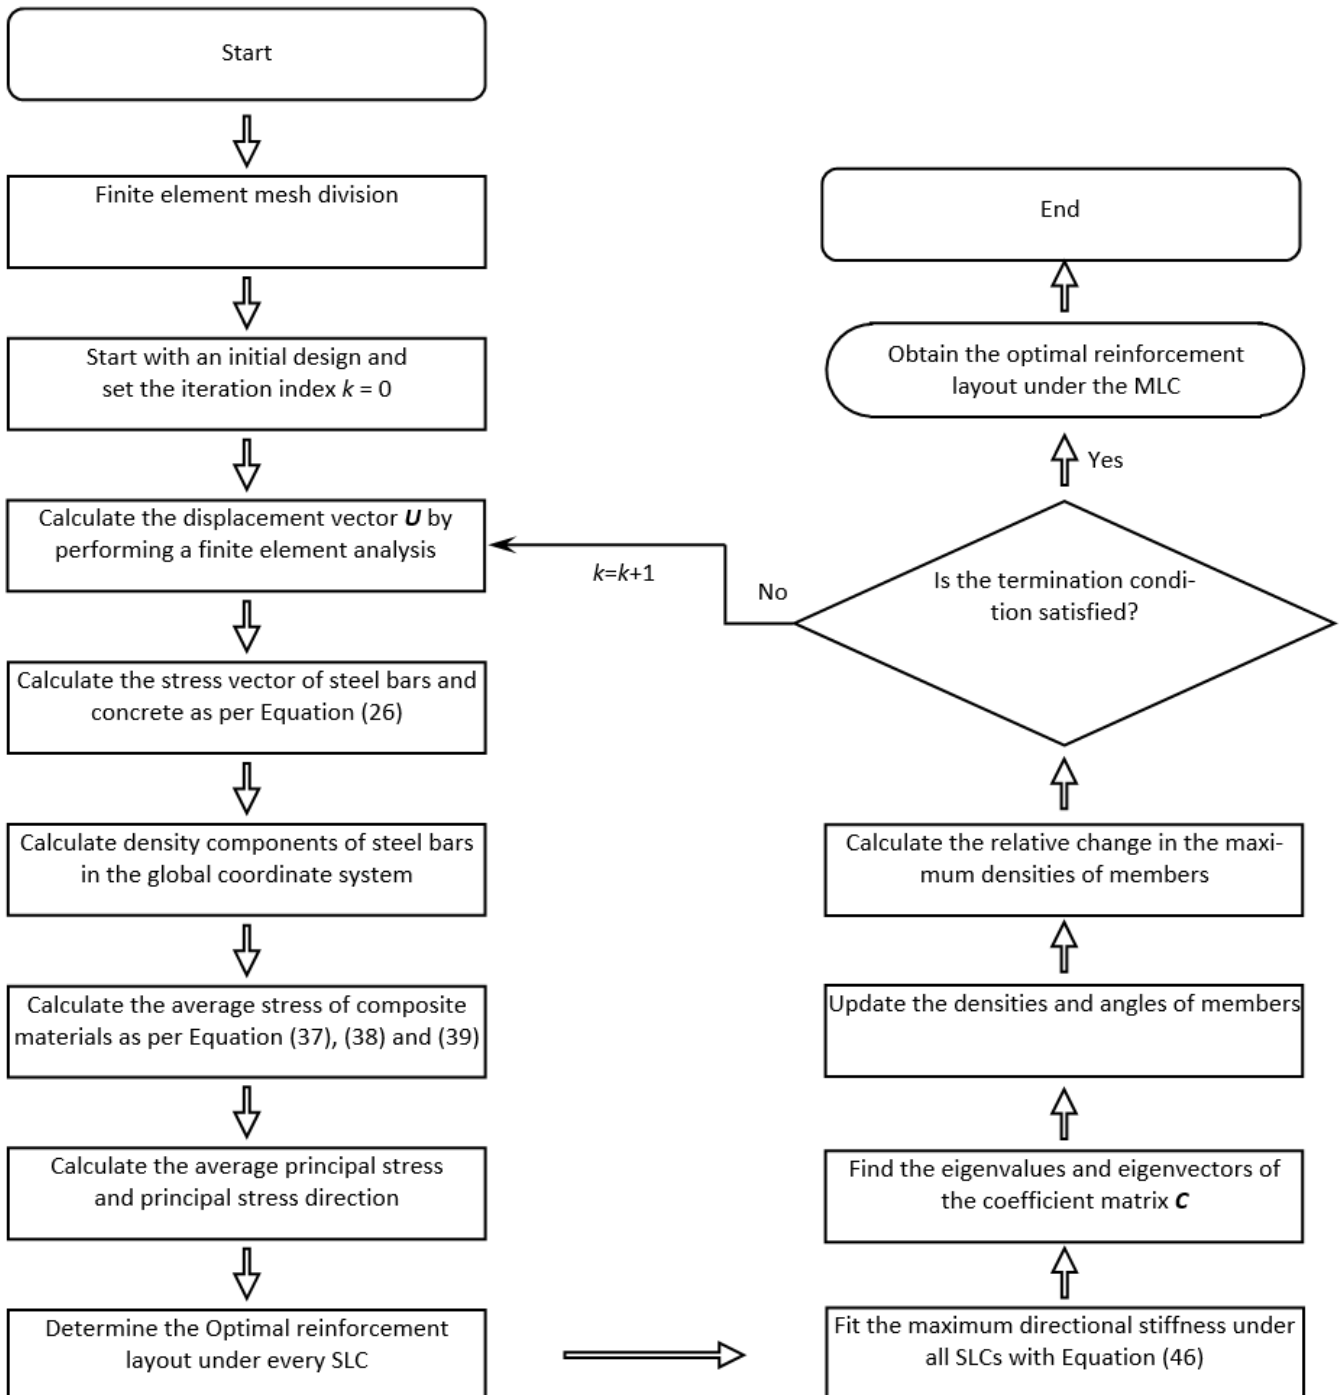 Start
Finite element mesh division
Start with an initial design and
set the iteration index k = 0
Calculate the displacement vector U by
performing a finite element analysis
Calculate the stress vector of steel bars and
concrete as per Equation (26)
Calculate density components of steel bars
in the global coordinate system
Calculate the average stress of composite
materials as per Equation (37), (38) and (39)
Calculate the average principal stress
and principal stress direction
Determine the Optimal reinforcement
layout under every SLC
Fit the maximum directional stiffness under
all SLCs with Equation (46)
Find the eigenvalues and eigenvectors of
the coefficient matrix C
Update the densities and angles of members
Calculate the relative change in the maxi-
mum densities of members
Is the termination condi-
tion satisfied?
No
k=k+1
Yes
Obtain the optimal reinforcement
layout under the MLC
End